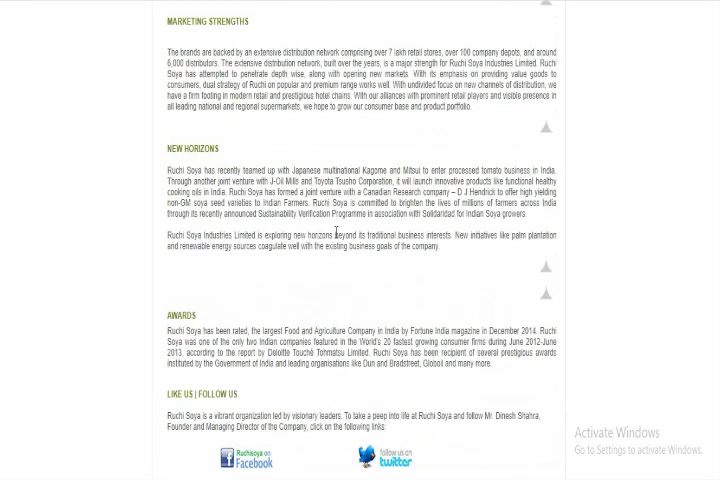 MARKETING STRENGTHS
The brands are backed by an extensive distribution network comprising over 7 lakh retail stores, over 100 company depots, and around
6,000 distributors. The extensive distribution network, built over the years, is a major strength for Ruchi Soya Industries Limited. Ruchi
Soya has attempted to penetrate depth wise, along with opening new markets. With its emphasis on providing value goods to
consumers, dual strategy of Ruchi on popular and premium range works well. With undivided focus on new channels of distribution, we
have a firm footing in modern retail and prestigious hotel chains. With our alliances with prominent retail players and visible presence in
all leading national and regional supermarkets, we hope to grow our consumer base and product portfolio.
NEW HORIZONS
Ruchi Soya has recently teamed up with Japanese multinational Kagome and Mitsui to enter processed tomato business in India.
Through another joint venture with J-Oil Mills and Toyota Tsusho Corporation, it will launch innovative products like functional healthy
cooking oils in India. Ruchi Soya has formed a joint venture with a Canadian Research company – D J Hendrick to offer high yielding
non-GM soya seed varieties to Indian Farmers. Ruchi Soya is committed to brighten the lives of millions of farmers across India
through its recently announced Sustainability Verification Programme in association with Solidaridad for Indian Soya growers.
Ruchi Soya Industries Limited is exploring new horizons beyond its traditional business interests. New initiatives like palm plantation
and renewable energy sources coagulate well with the existing business goals of the company.
AWARDS
Ruchi Soya has been rated, the largest Food and Agriculture Company in India by Fortune India magazine in December 2014. Ruchi
Soya was one of the only two Indian companies featured in the World's 20 fastest growing consumer firms during June 2012-June
2013, according to the report by Deloitte Touchè Tohmatsu Limited. Ruchi Soya has been recipient of several prestigious awards
instituted by the Government of India and leading organisations like Dun and Bradstreet, Globoil and many more.
LIKE US | FOLLOW US
Ruchi Soya is a vibrant organization led by visionary leaders. To take a peep into life at Ruchi Soya and follow Mr. Dinesh Shahra,
Founder and Managing Director of the Company, click on the following links:
Ruchisoya on
Facebook
follow us on
twitter
Activate Windows
Go to Settings to activate Windows.